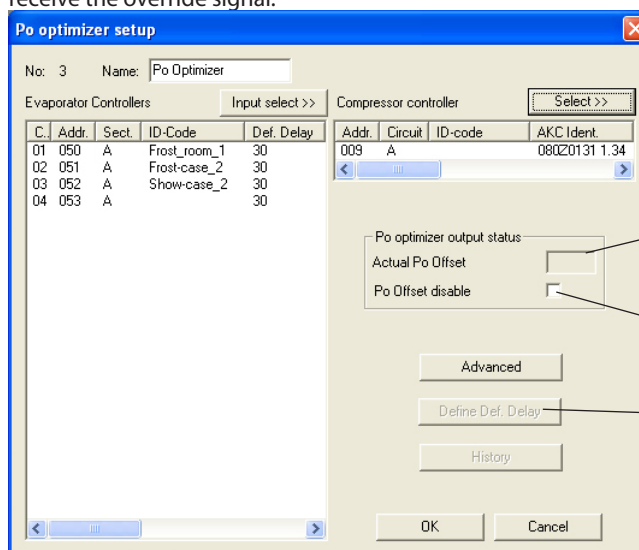 receive the override signal.
Po optimizer setup
No: 3 Name: Po Optimizer
Evaporator Controllers Input select >> Compressor controller Select >>
C.. Addr. Sect. ID-Code Def. Delay Addr. Circuit ID-code AKC Ident.
01 050 A Frost_room_1 30 009 A 080Z0131 1.34
02 051 A Frost-case_2 30
03 052 A Show-case_2 30
04 053 A 30
Po optimizer output status
Actual Po Offset
Po Offset disable
Advanced
Define Def. Delay
History
OK Cancel